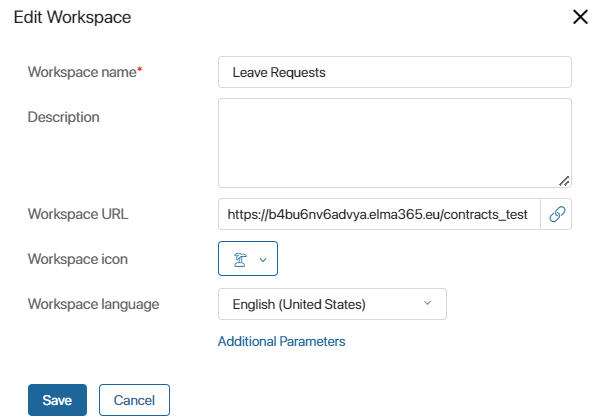 Edit Workspace
Workspace name* Leave Requests
Description
Workspace URL https://b4bu6nv6advya.elma365.eu/contracts_test
Workspace icon
Workspace language English (United States)
Additional Parameters
Save Cancel